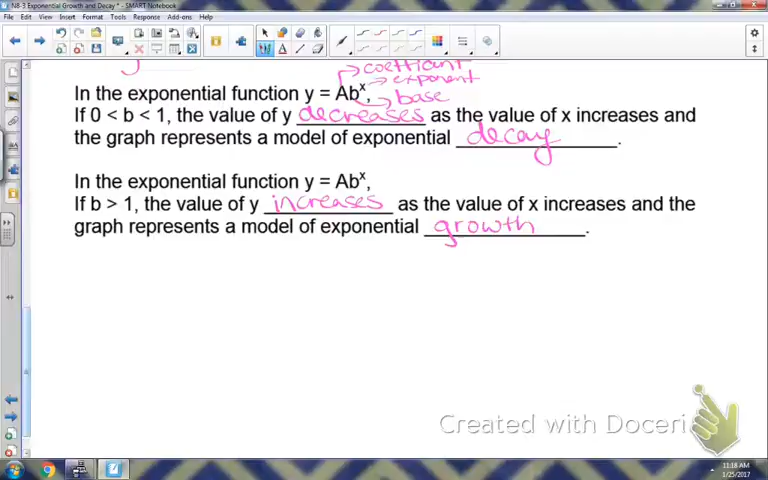 N8-3 Exponential Growth and Decay * - SMART Notebook
File Edit View Insert Format Tools Add-ons Response Help
coefficient
exponent
In the exponential function y = Abˣ,
base
If 0 < b < 1, the value of y decreases as the value of x increases and
the graph represents a model of exponential decay.
In the exponential function y = Abˣ,
If b > 1, the value of y increases as the value of x increases and the
graph represents a model of exponential growth.
Created with Doceri
11:18 AM
1/25/2017